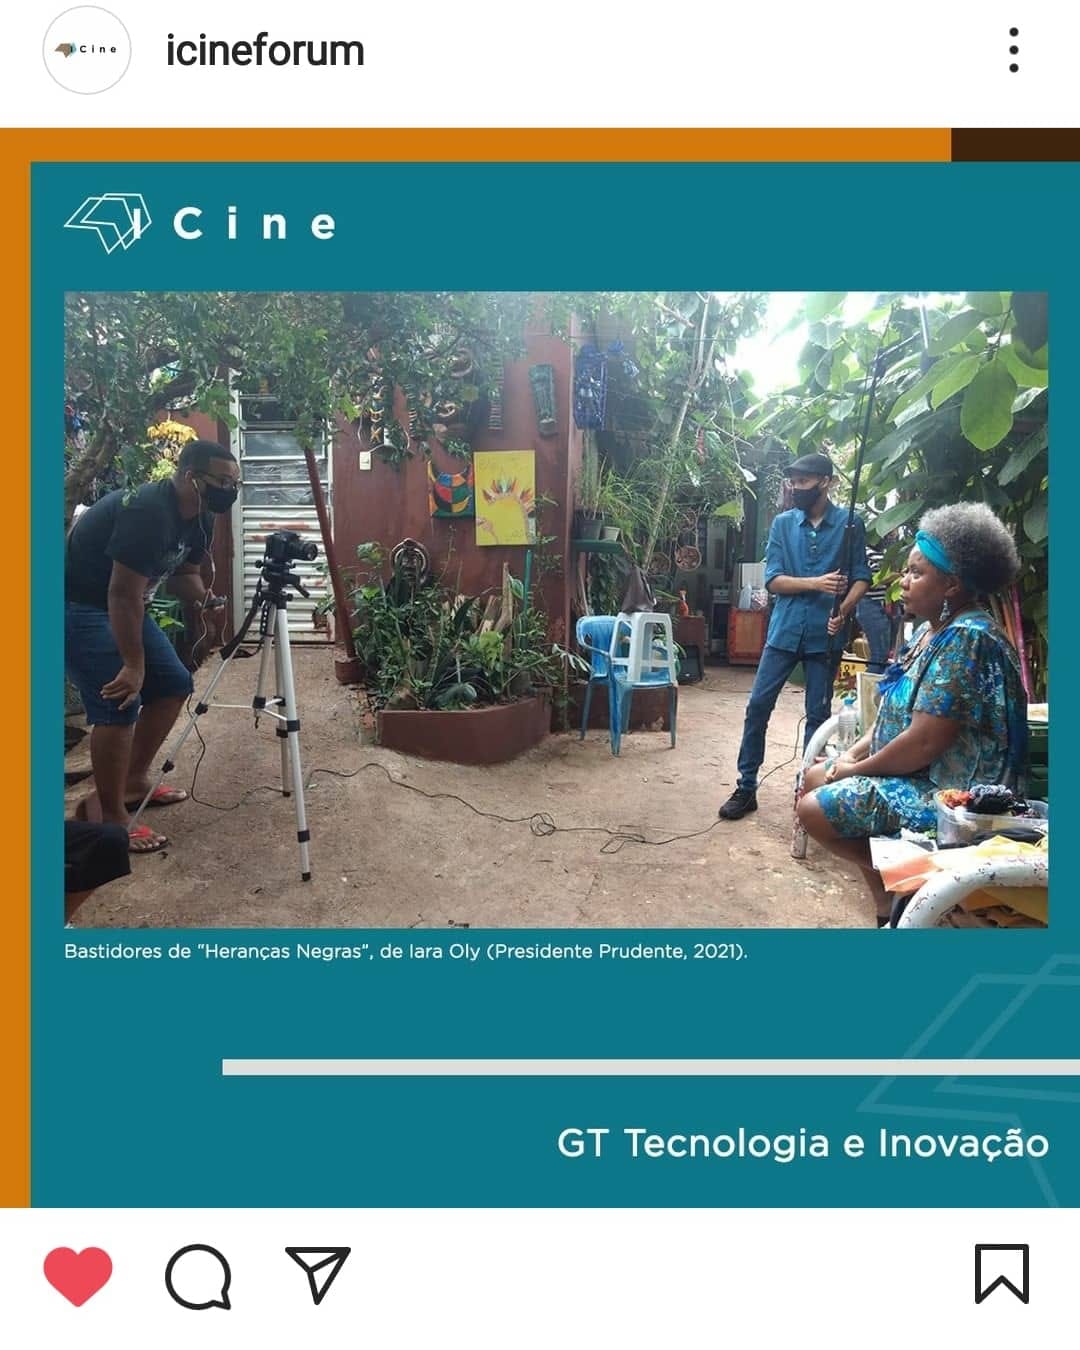 I Cine
icineforum
I Cine
Bastidores de "Heranças Negras", de Iara Oly (Presidente Prudente, 2021).
GT Tecnologia e Inovação